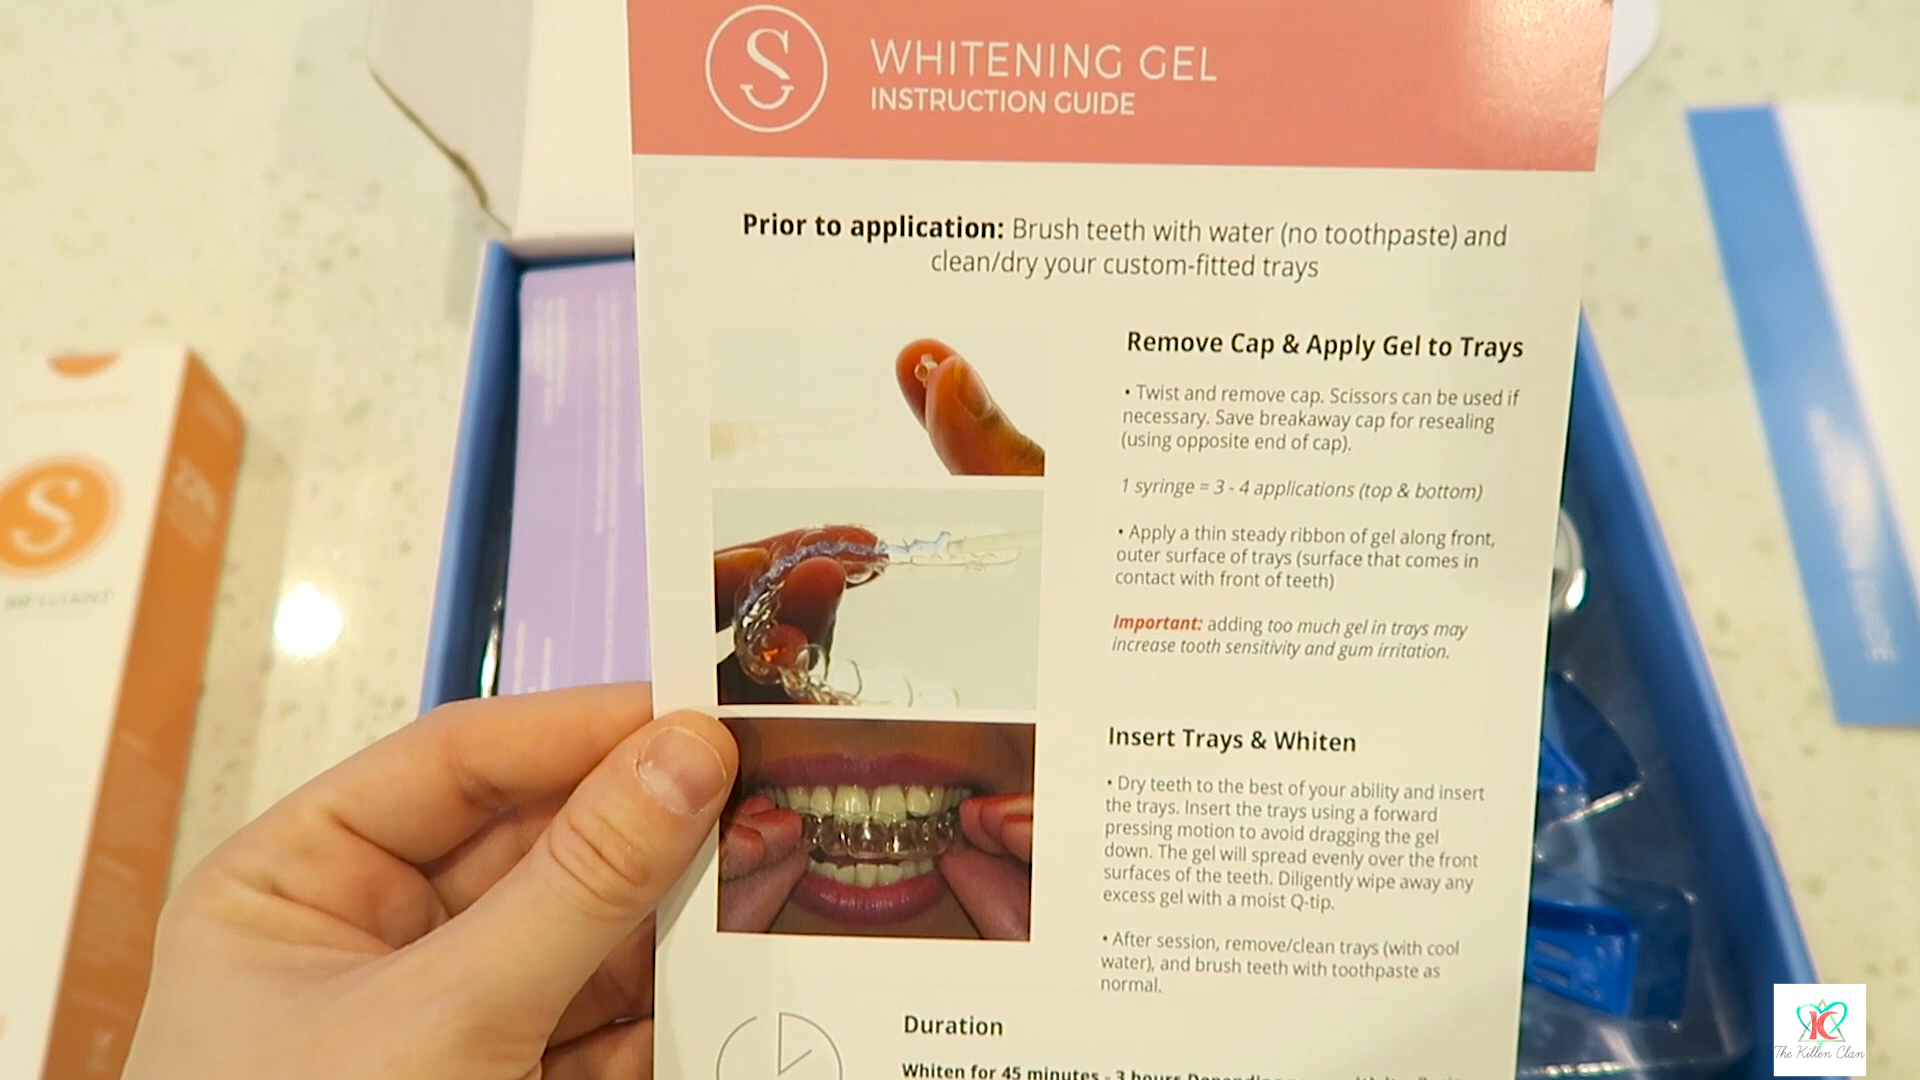 S
WHITENING GEL
INSTRUCTION GUIDE
Prior to application: Brush teeth with water (no toothpaste) and
clean/dry your custom-fitted trays
Remove Cap & Apply Gel to Trays
• Twist and remove cap. Scissors can be used if
necessary. Save breakaway cap for resealing
(using opposite end of cap).
1 syringe = 3 - 4 applications (top & bottom)
• Apply a thin steady ribbon of gel along front,
outer surface of trays (surface that comes in
contact with front of teeth)
Important: adding too much gel in trays may
increase tooth sensitivity and gum irritation.
Insert Trays & Whiten
• Dry teeth to the best of your ability and insert
the trays. Insert the trays using a forward
pressing motion to avoid dragging the gel
down. The gel will spread evenly over the front
surfaces of the teeth. Diligently wipe away any
excess gel with a moist Q-tip.
• After session, remove/clean trays (with cool
water), and brush teeth with toothpaste as
normal.
Duration
Whiten for 45 minutes - 3 hours Depending
S
BRILLIANT
22%
GUIDE
KC
The Killen Clan